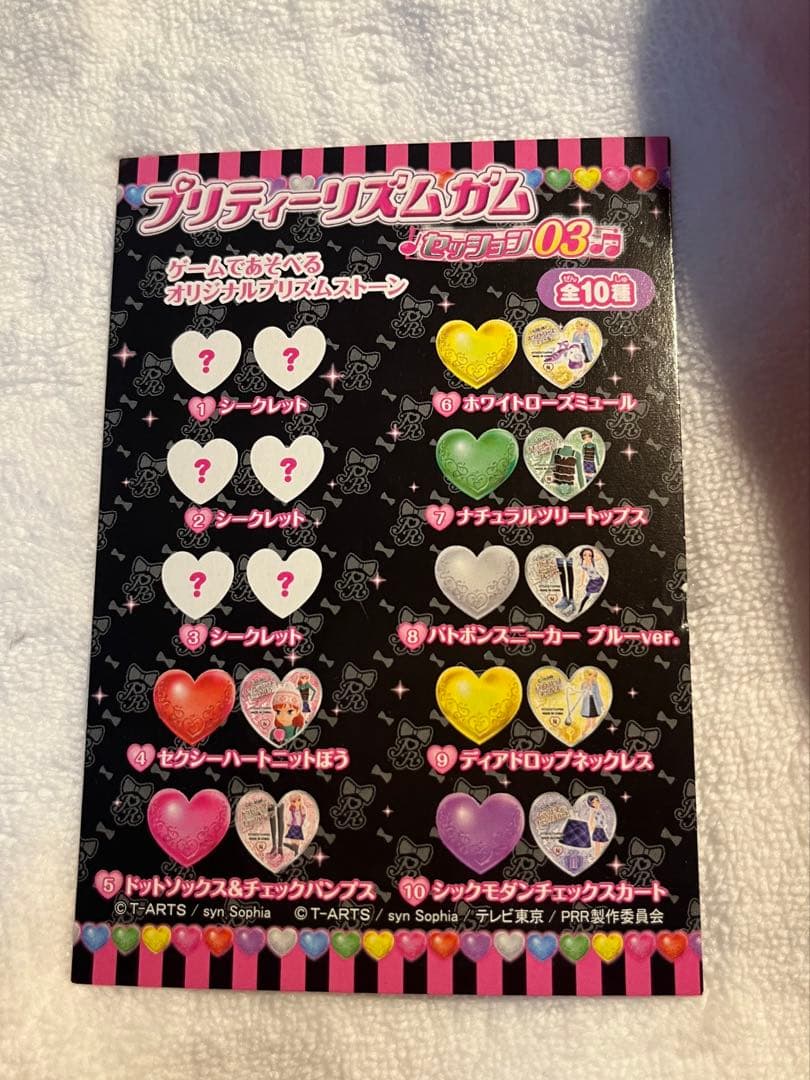 プリティーリズムガム
セッション03
ゲームであそべる
オリジナルプリズムストーン
全10種
ぜん しゅ
? ?
1 シークレット
? ?
2 シークレット
? ?
3 シークレット
4 セクシーハートニットぼう
5 ドットソックス&チェックパンプス
6 ホワイトローズミュール
7 ナチュラルツリートップス
8 バトボンスニーカー ブルーver.
9 ティアドロップネックレス
10 シックモダンチェックスカート
©T-ARTS / syn Sophia ©T-ARTS / syn Sophia / テレビ東京 / PRR製作委員会